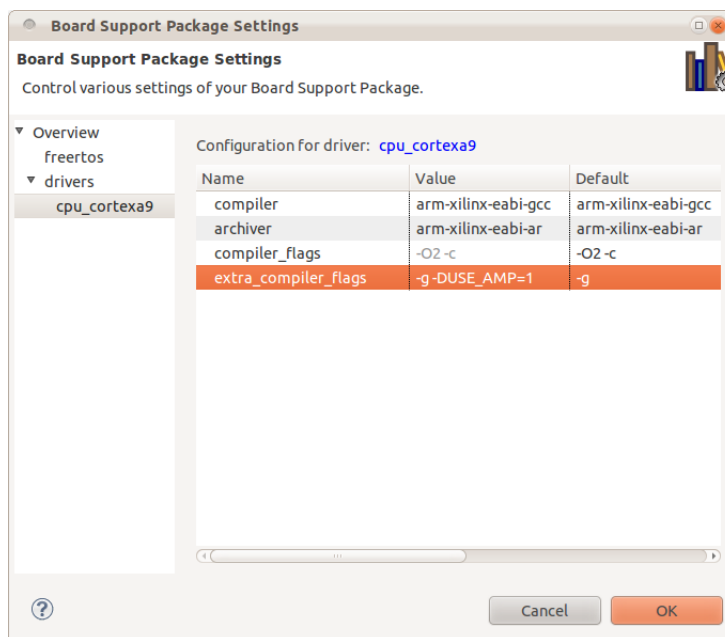 Board Support Package Settings
Board Support Package Settings
Control various settings of your Board Support Package.
Overview
freertos
drivers
cpu_cortexa9
Configuration for driver: cpu_cortexa9
Name Value Default
compiler arm-xilinx-eabi-gcc arm-xilinx-eabi-gcc
archiver arm-xilinx-eabi-ar arm-xilinx-eabi-ar
compiler_flags -O2 -c -O2 -c
extra_compiler_flags -g -DUSE_AMP=1 -g
?
Cancel OK